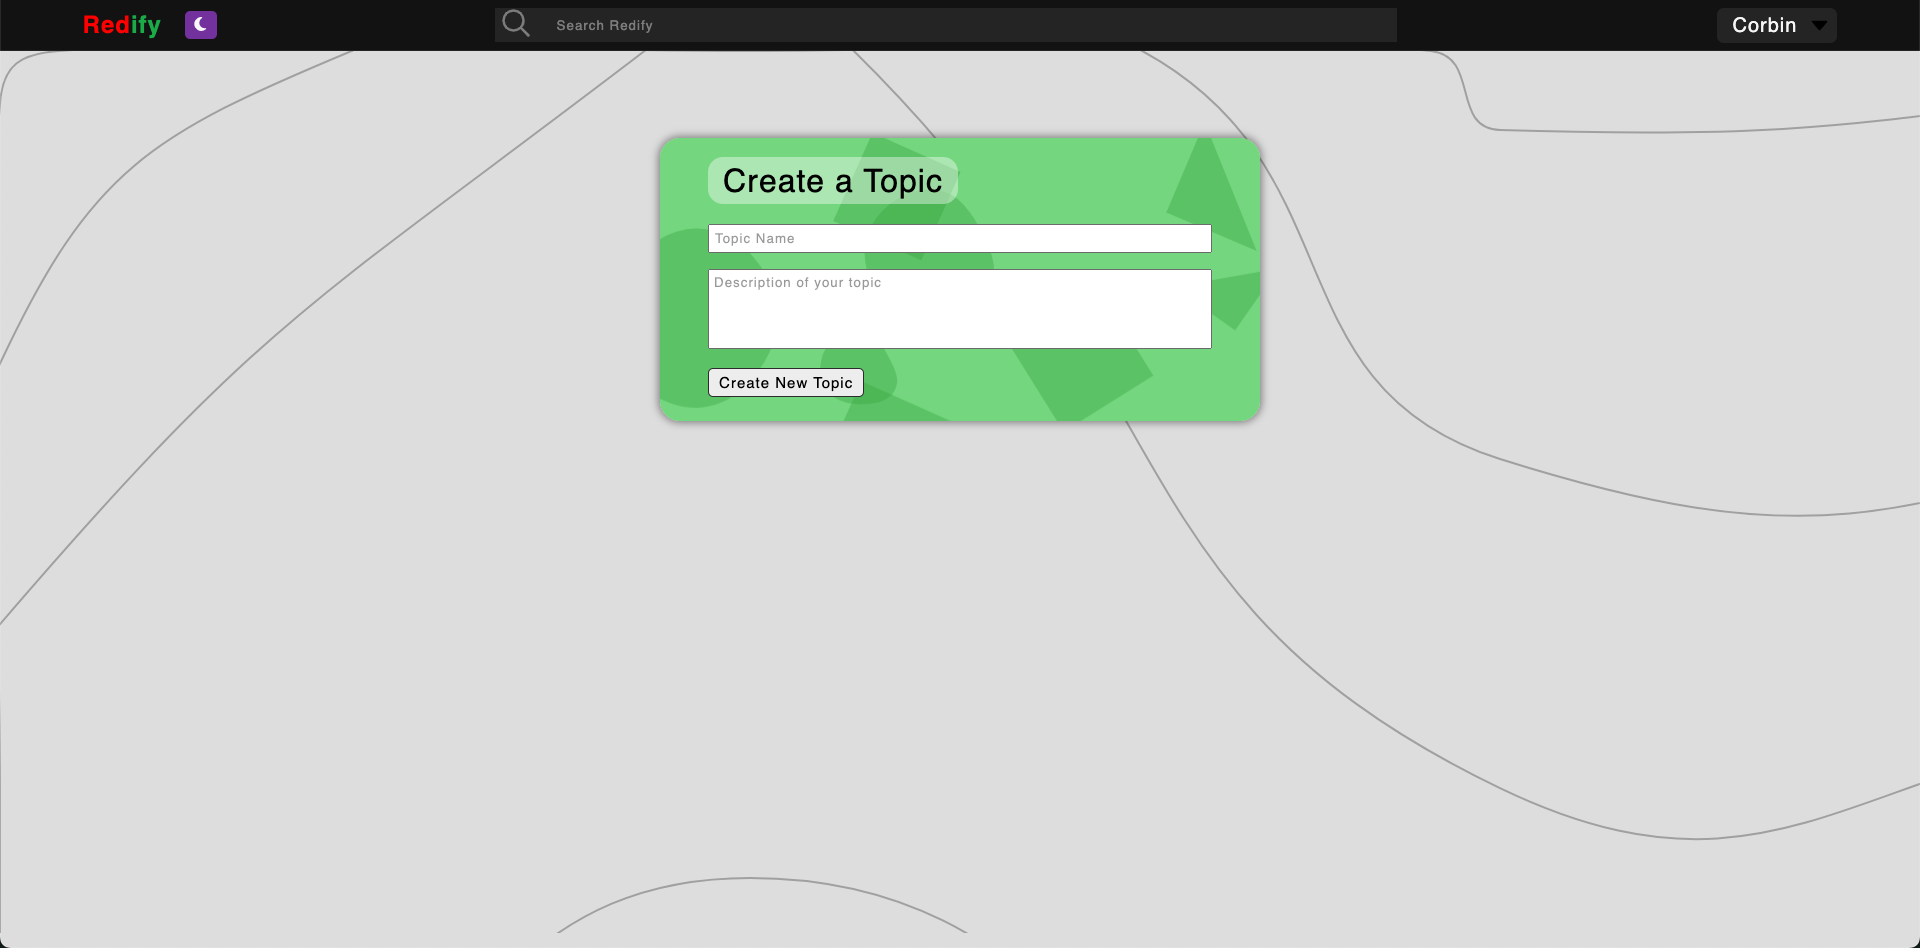 Redify
Search Redify
Corbin
Create a Topic
Topic Name
Description of your topic
Create New Topic